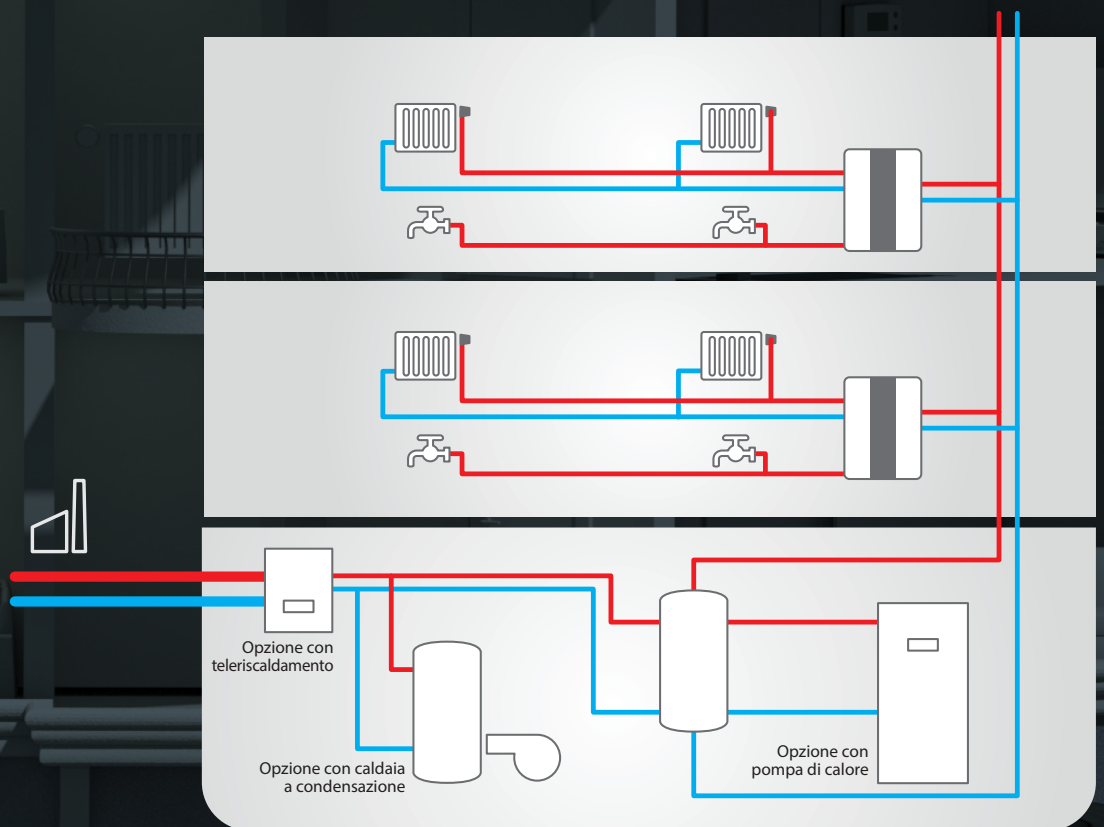 Opzione con
teleriscaldamento
Opzione con caldaia
a condensazione
Opzione con
pompa di calore